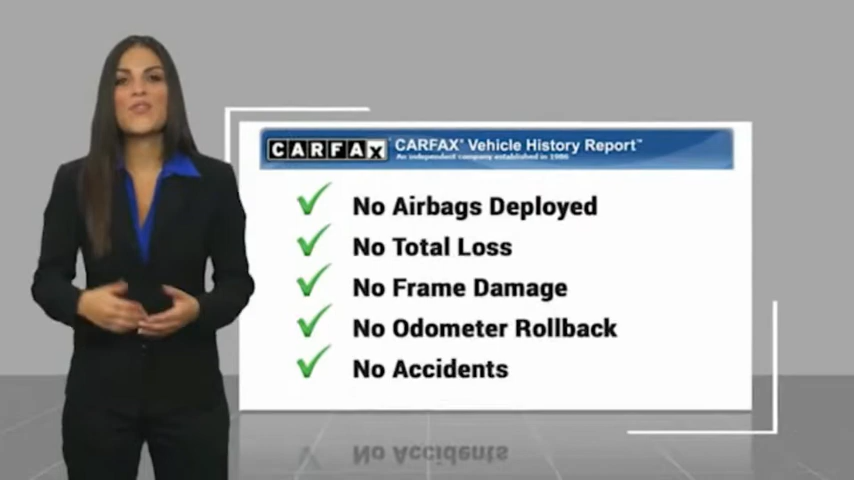 CARFAX CARFAX® Vehicle History Report™
An independent company established in 1986
No Airbags Deployed
No Total Loss
No Frame Damage
No Odometer Rollback
No Accidents
No Accidents